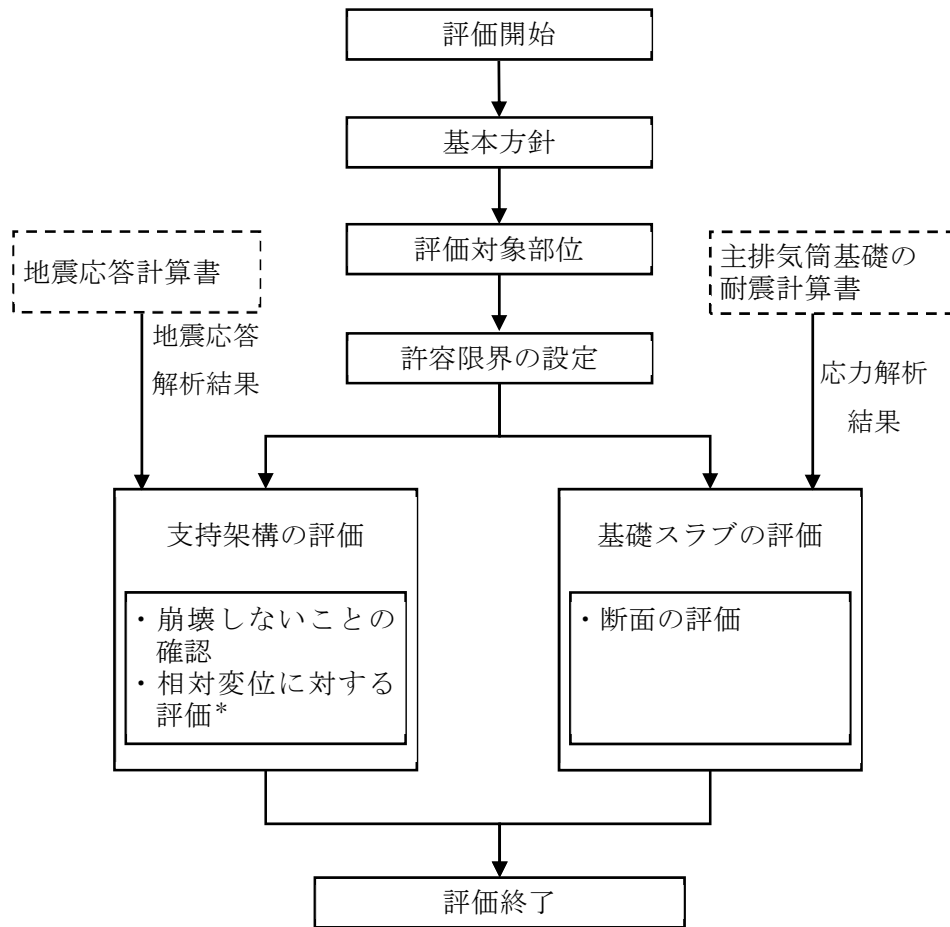 評価開始
基本方針
評価対象部位
地震応答計算書
主排気筒基礎の
耐震計算書
地震応答
解析結果
許容限界の設定
応力解析
結果
支持架構の評価
・崩壊しないことの
確認
・相対変位に対する
評価*
基礎スラブの評価
・断面の評価
評価終了